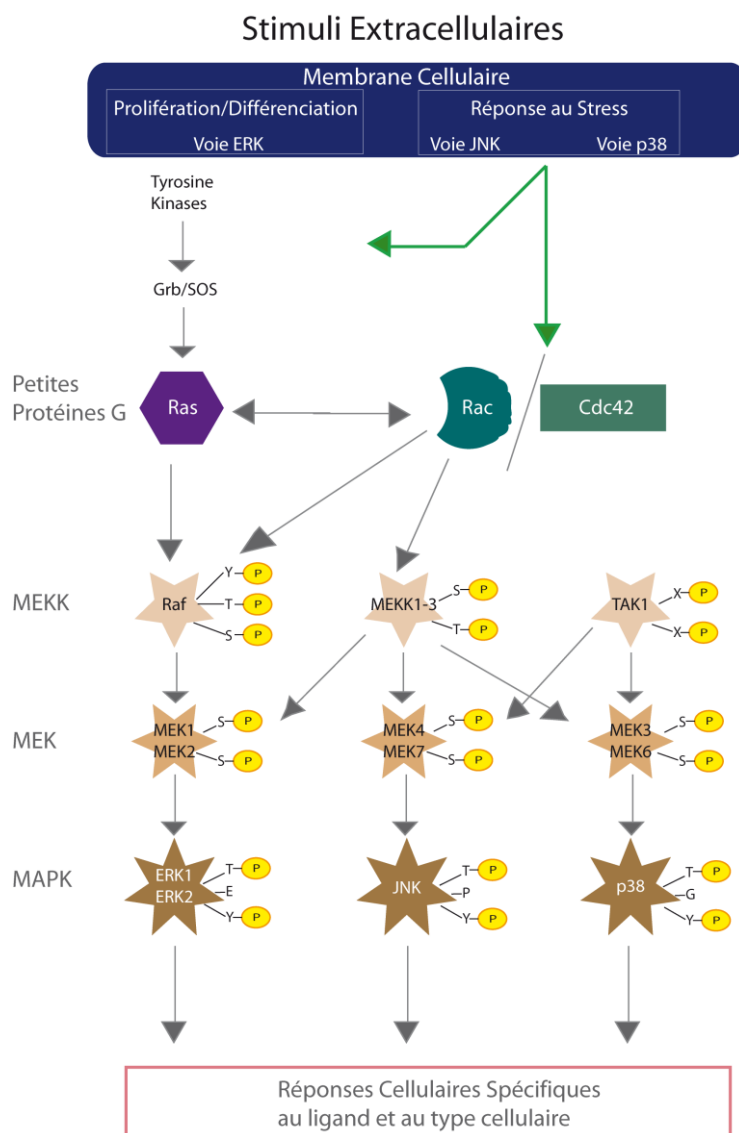 Stimuli Extracellulaires
Membrane Cellulaire
Prolifération/Différenciation
Voie ERK
Réponse au Stress
Voie JNK Voie p38
Tyrosine
Kinases
Grb/SOS
Petites
Protéines G
Ras
Rac
Cdc42
MEKK
Raf
Y P
T P
S P
MEKK1-3
S P
T P
TAK1
X P
X P
MEK
MEK1
MEK2
S P
S P
MEK4
MEK7
S P
S P
MEK3
MEK6
S P
S P
MAPK
ERK1
ERK2
T P
E
Y P
JNK
T P
P
Y P
p38
T P
G
Y P
Réponses Cellulaires Spécifiques
au ligand et au type cellulaire